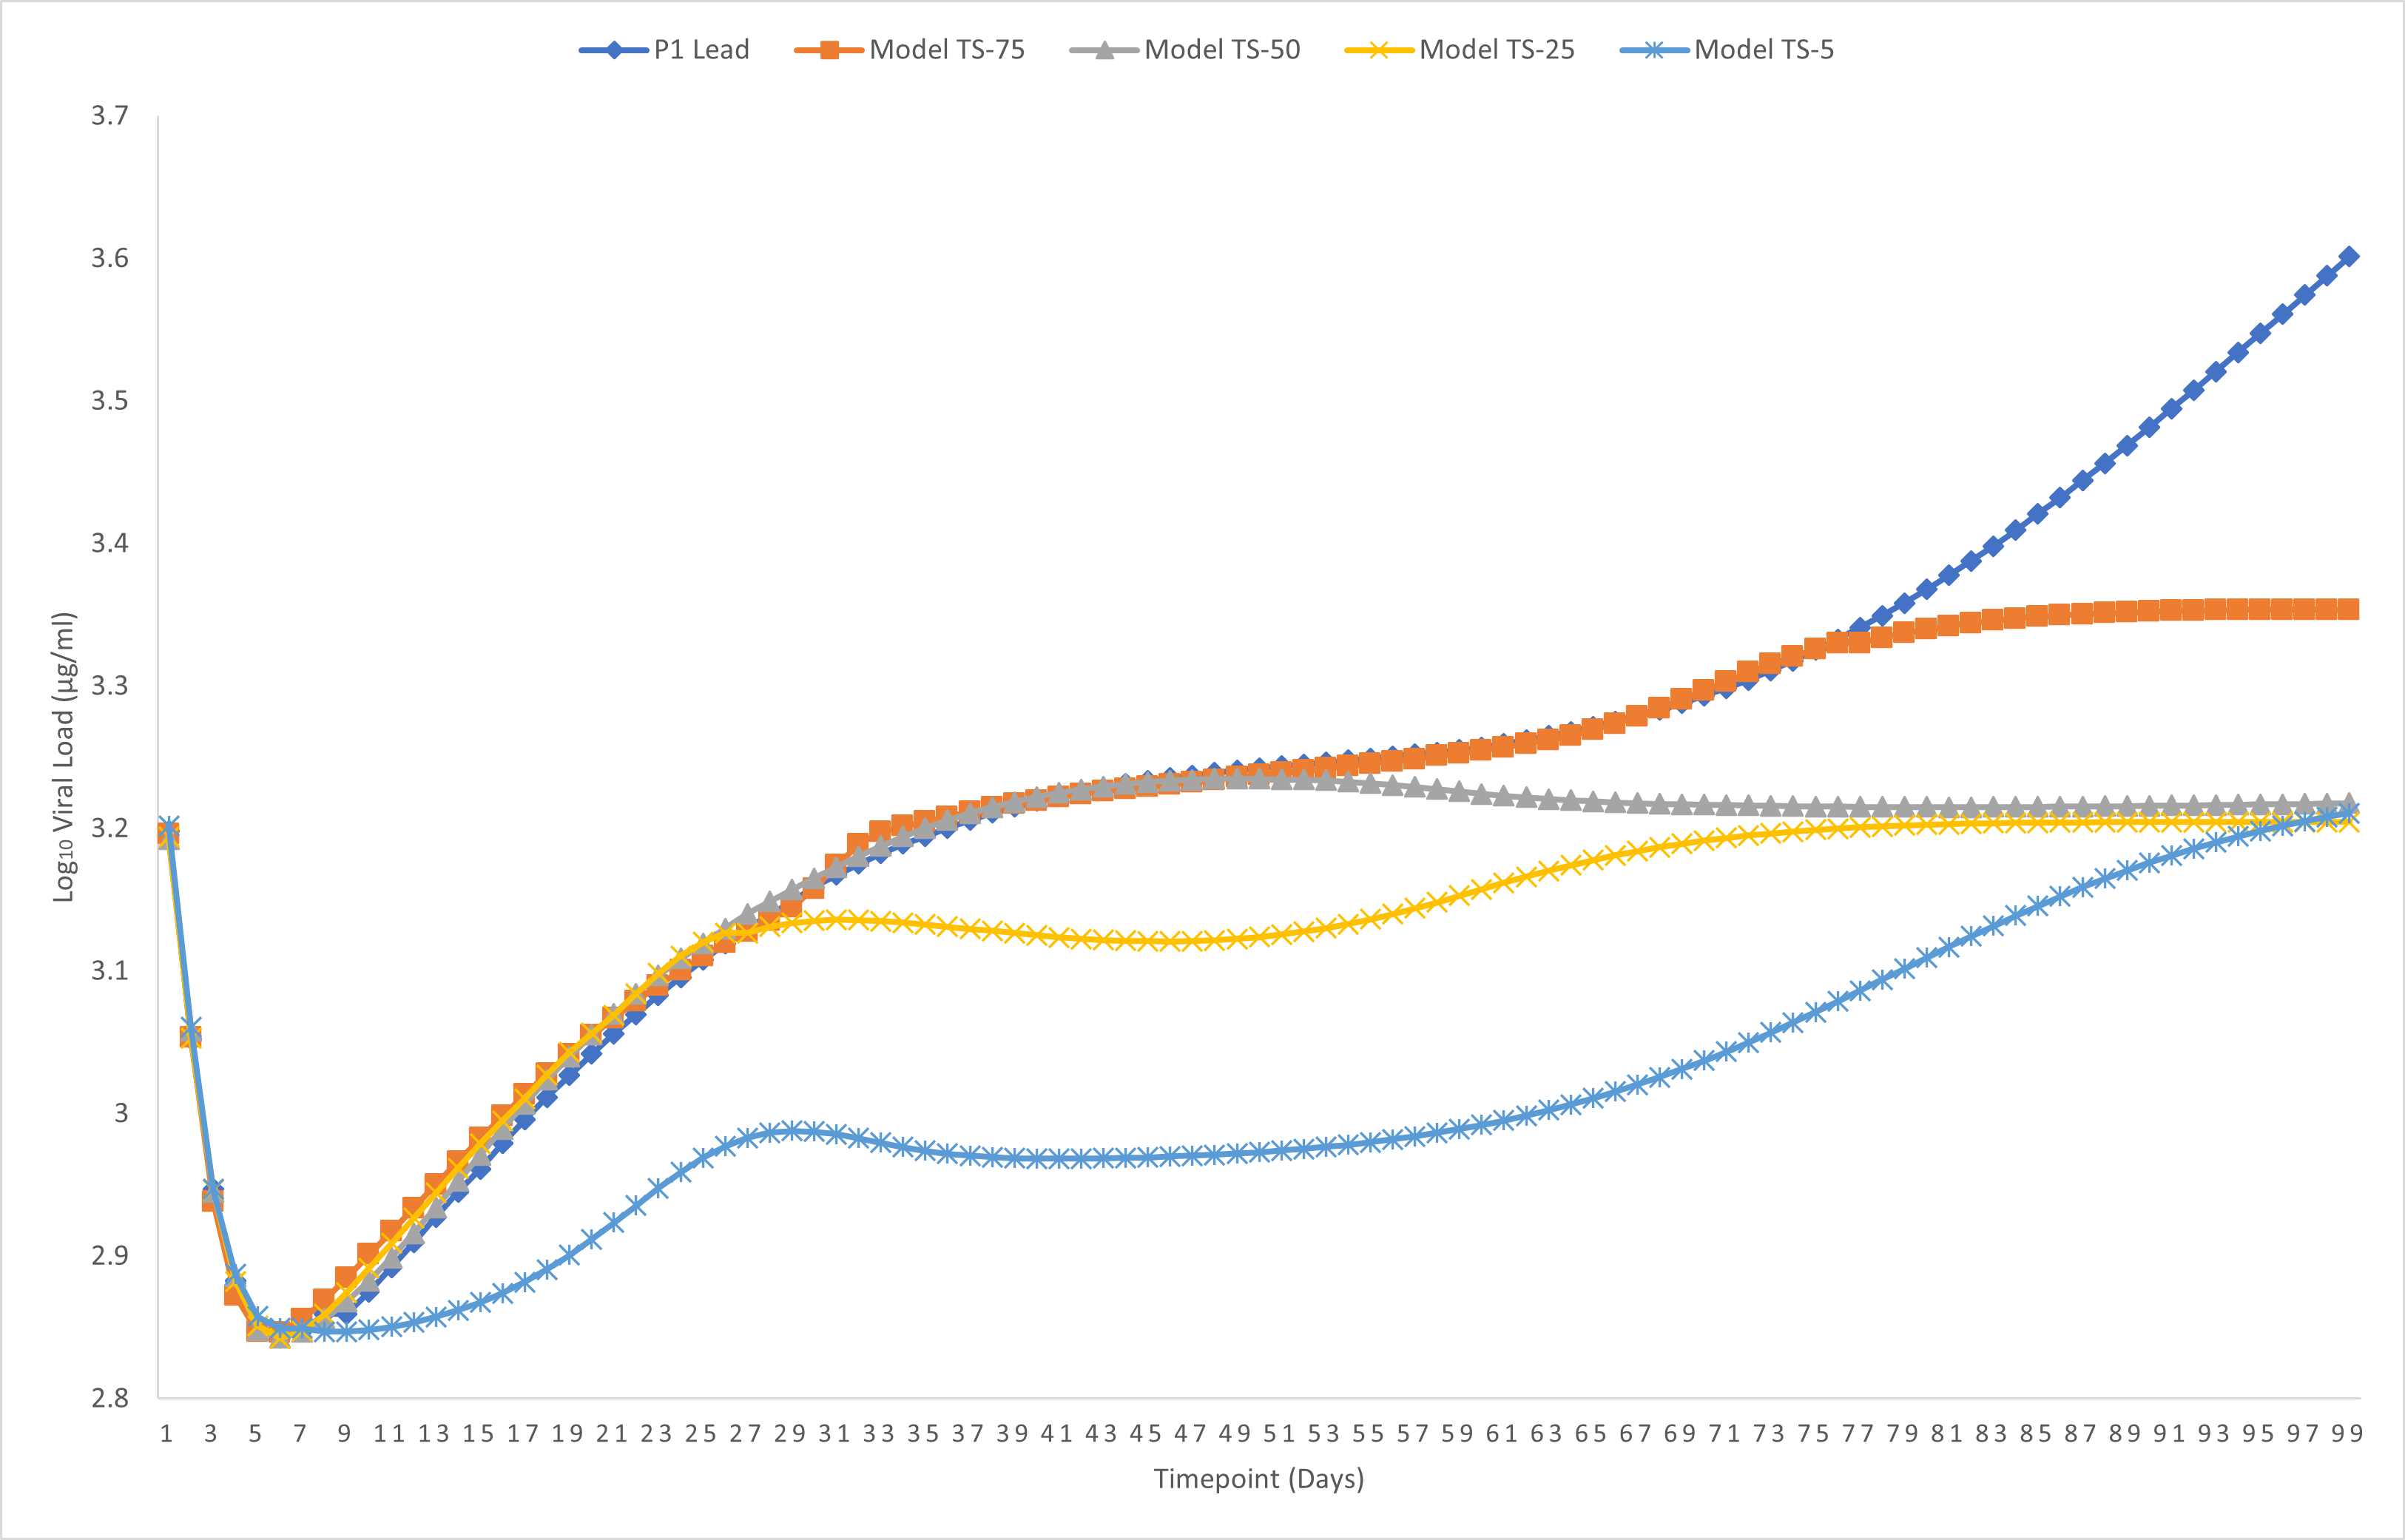 P1 Lead Model TS-75 Model TS-50 Model TS-25 Model TS-5
3.7
3.6
3.5
3.4
3.3
3.2
3.1
3
2.9
2.8
Log₁₀ Viral Load (µg/ml)
1 3 5 7 9 11 13 15 17 19 21 23 25 27 29 31 33 35 37 39 41 43 45 47 49 51 53 55 57 59 61 63 65 67 69 71 73 75 77 79 81 83 85 87 89 91 93 95 97 99
Timepoint (Days)